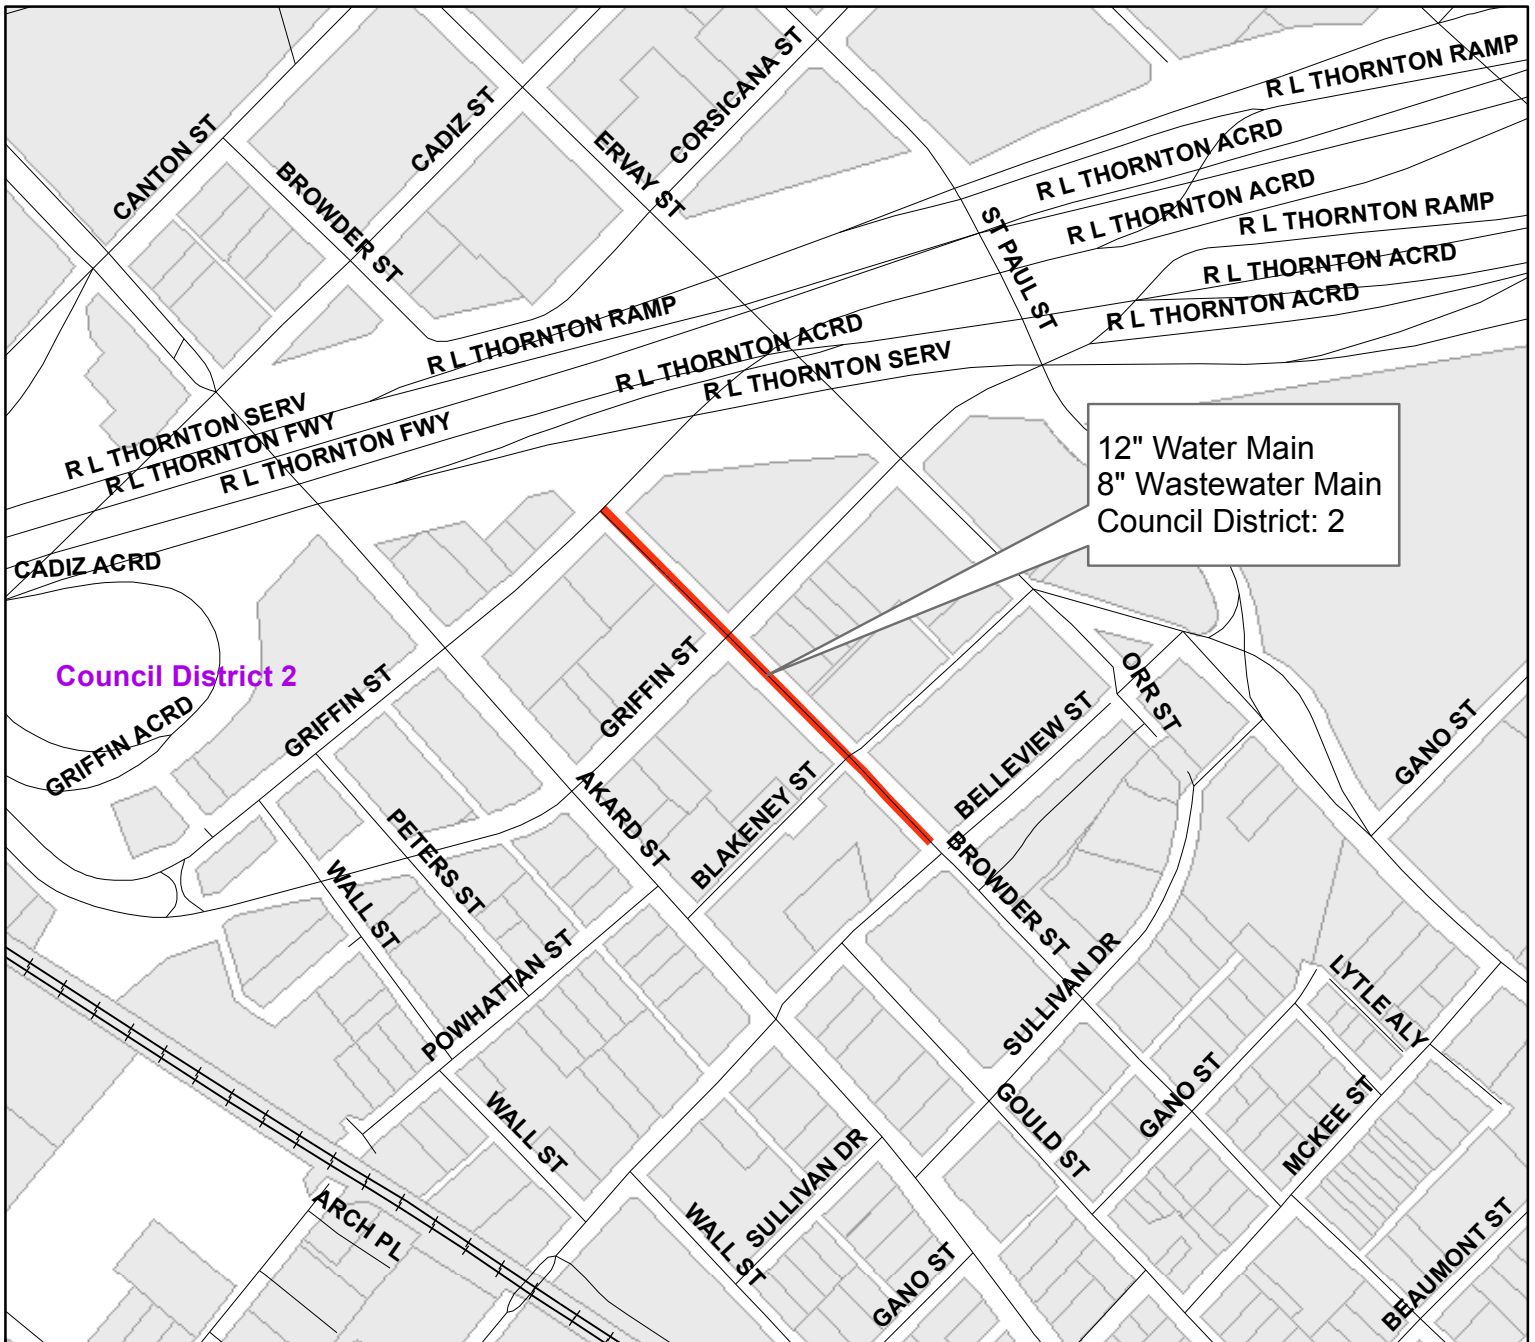 R L THORNTON RAMP
CORSICANA ST
CADIZ ST
CANTON ST
ERVAY ST
R L THORNTON ACRD
BROWDER ST
R L THORNTON ACRD
R L THORNTON RAMP
ST PAUL ST
R L THORNTON ACRD
R L THORNTON ACRD
R L THORNTON RAMP
R L THORNTON ACRD
R L THORNTON SERV
R L THORNTON SERV
R L THORNTON FWY
R L THORNTON FWY
12" Water Main
8" Wastewater Main
Council District: 2
CADIZ ACRD
Council District 2
GRIFFIN ST
GRIFFIN ST
ORR ST
GRIFFIN ACRD
BELLEVIEW ST
GANO ST
AKARD ST
BLAKENEY ST
PETERS ST
WALL ST
BROWDER ST
POWHATTAN ST
SULLIVAN DR
LYTLE ALY
GANO ST
GOULD ST
MCKEE ST
WALL ST
SULLIVAN DR
ARCH PL
WALL ST
GANO ST
BEAUMONT ST